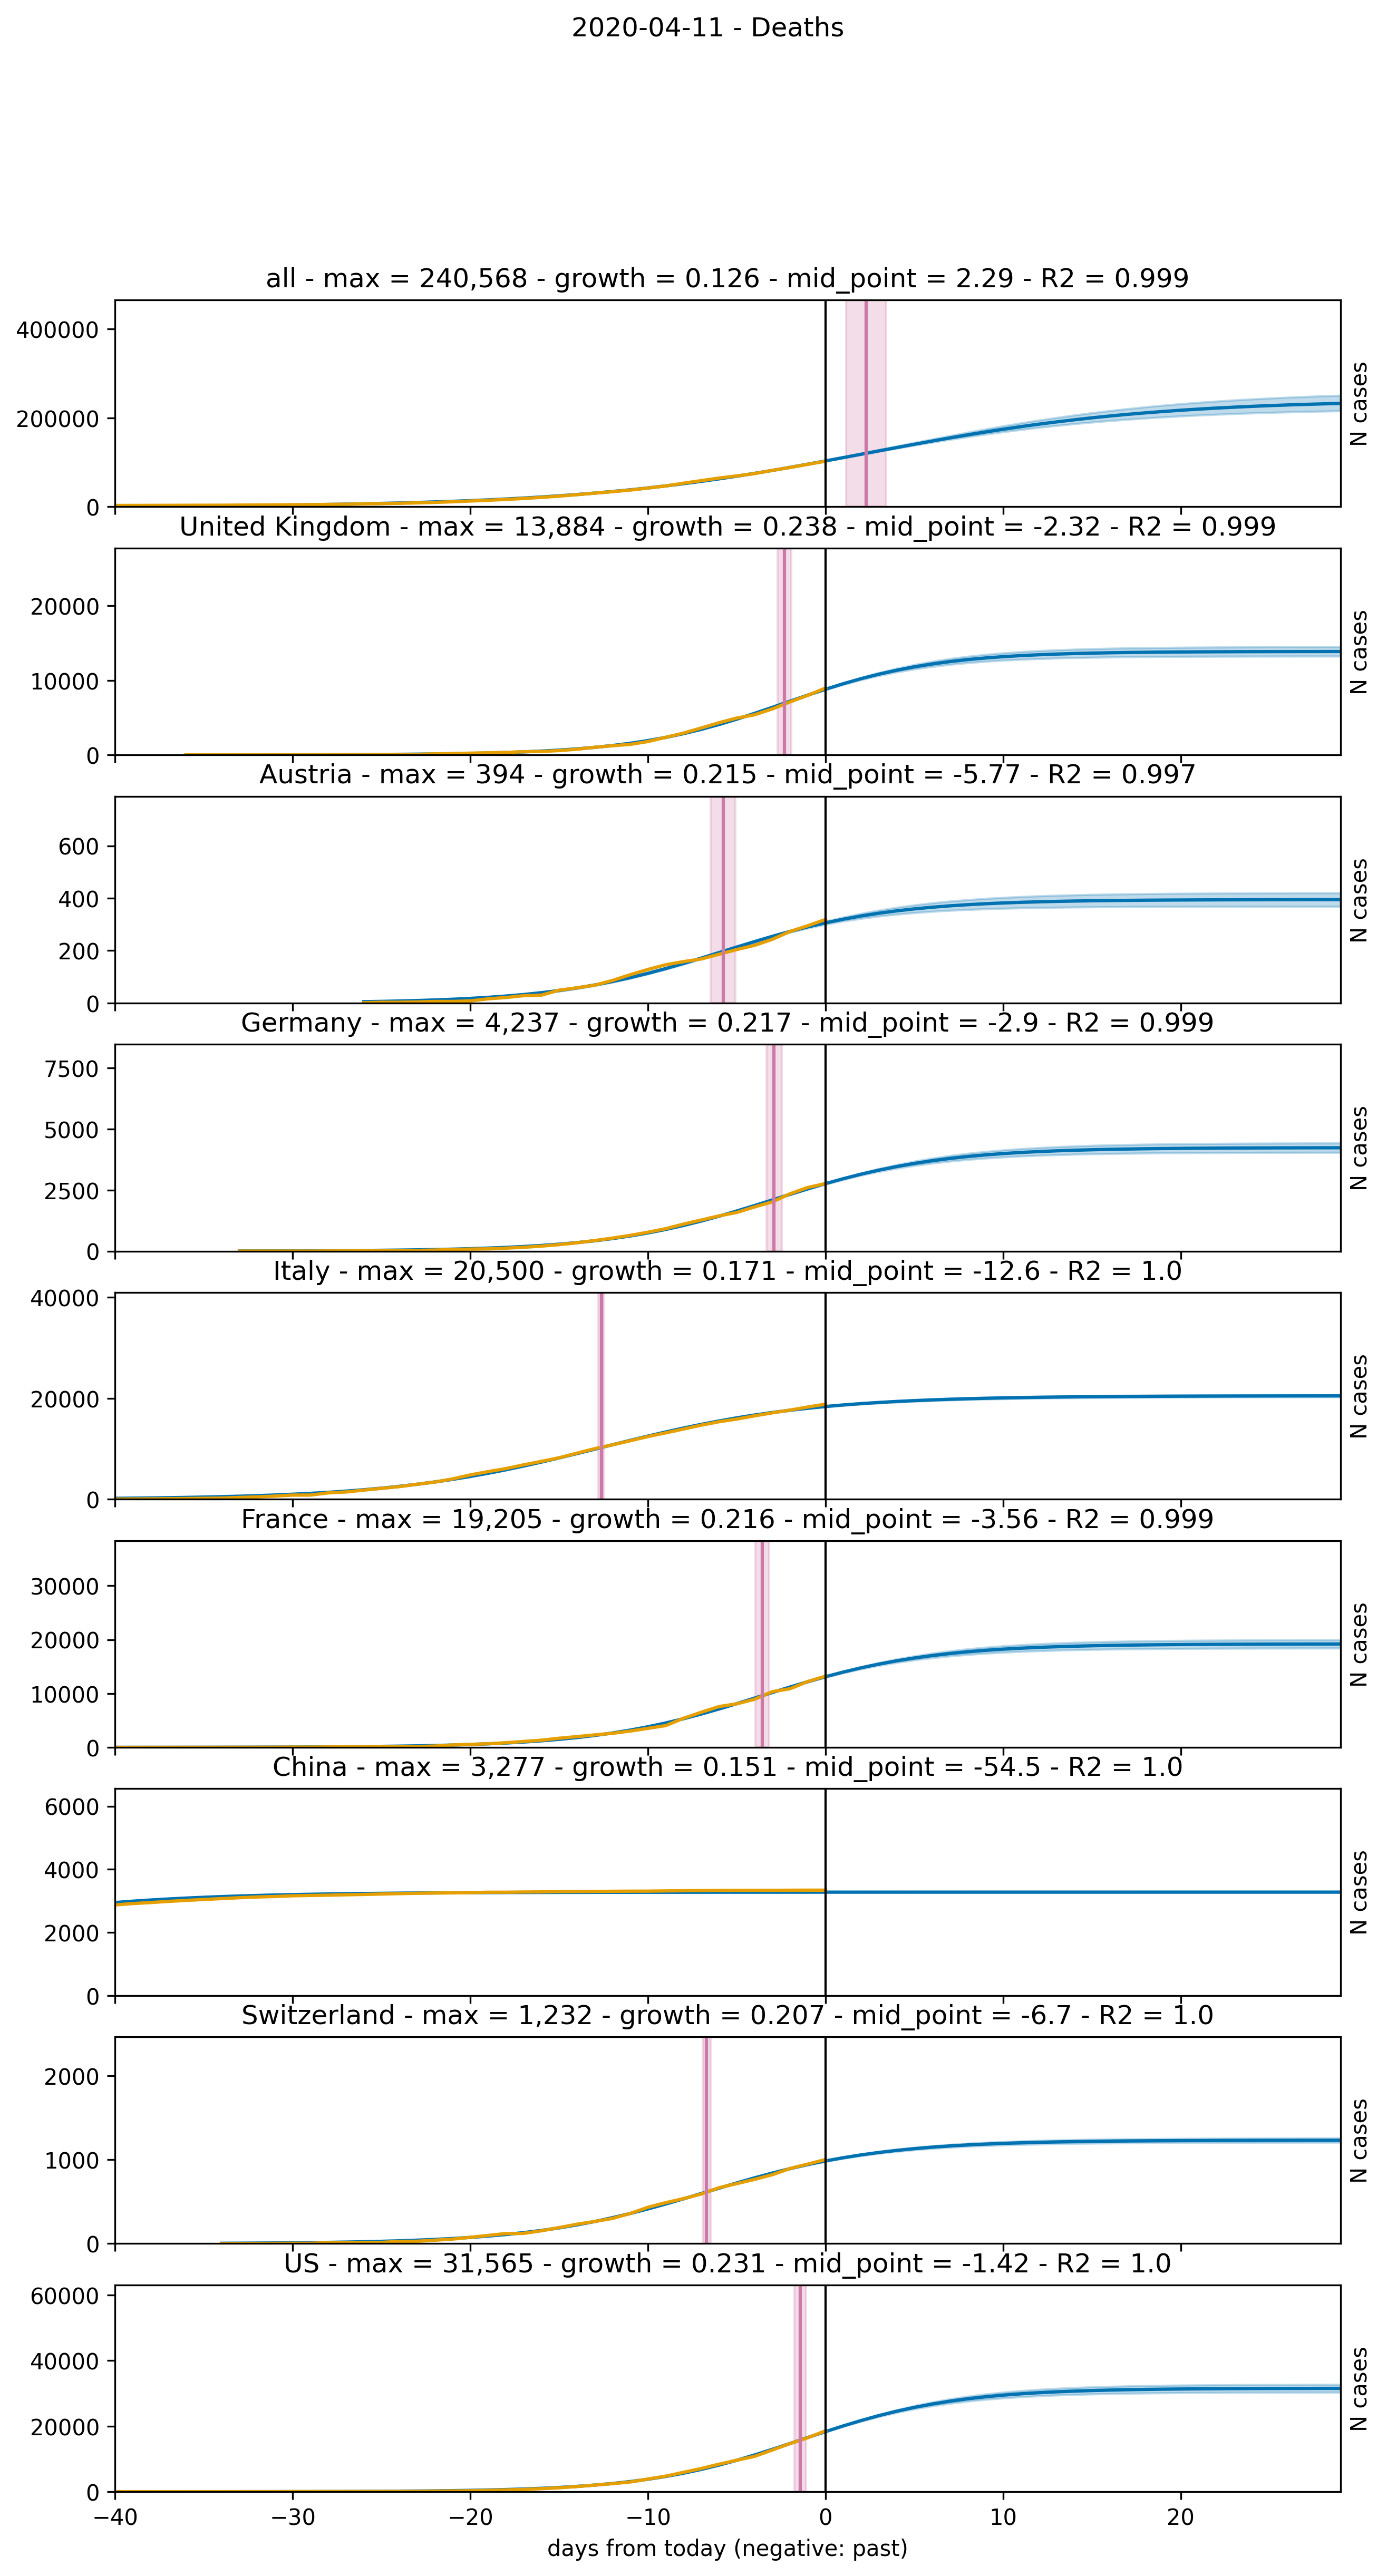 2020-04-11 - Deaths
all - max = 240,568 - growth = 0.126 - mid_point = 2.29 - R2 = 0.999
400000
200000
0
N cases
United Kingdom - max = 13,884 - growth = 0.238 - mid_point = -2.32 - R2 = 0.999
20000
10000
0
N cases
Austria - max = 394 - growth = 0.215 - mid_point = -5.77 - R2 = 0.997
600
400
200
0
N cases
Germany - max = 4,237 - growth = 0.217 - mid_point = -2.9 - R2 = 0.999
7500
5000
2500
0
N cases
Italy - max = 20,500 - growth = 0.171 - mid_point = -12.6 - R2 = 1.0
40000
20000
0
N cases
France - max = 19,205 - growth = 0.216 - mid_point = -3.56 - R2 = 0.999
30000
20000
10000
0
N cases
China - max = 3,277 - growth = 0.151 - mid_point = -54.5 - R2 = 1.0
6000
4000
2000
0
N cases
Switzerland - max = 1,232 - growth = 0.207 - mid_point = -6.7 - R2 = 1.0
2000
1000
0
N cases
US - max = 31,565 - growth = 0.231 - mid_point = -1.42 - R2 = 1.0
60000
40000
20000
0
N cases
−40 −30 −20 −10 0 10 20
days from today (negative: past)